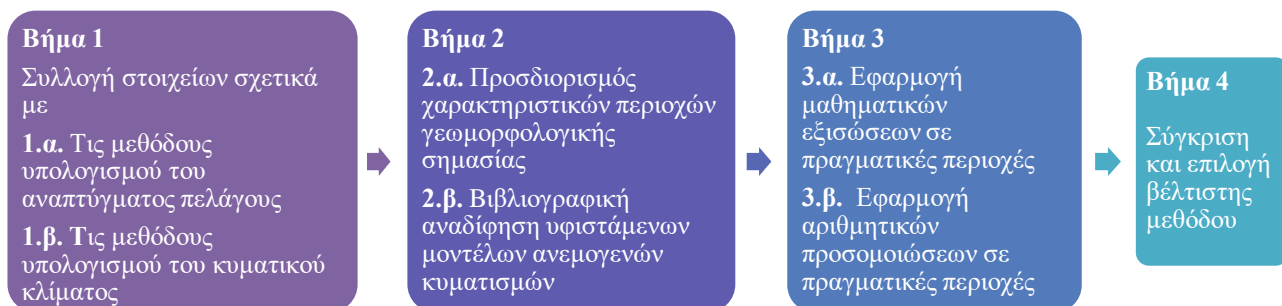 Βήμα 1
Συλλογή στοιχείων σχετικά
με
1.α. Τις μεθόδους
υπολογισμού του
αναπτύγματος πελάγους
1.β. Τις μεθόδους
υπολογισμού του κυματικού
κλίματος
Βήμα 2
2.α. Προσδιορισμός
χαρακτηριστικών περιοχών
γεωμορφολογικής
σημασίας
2.β. Βιβλιογραφική
αναδίφηση υφιστάμενων
μοντέλων ανεμογενών
κυματισμών
Βήμα 3
3.α. Εφαρμογή
μαθηματικών
εξισώσεων σε
πραγματικές περιοχές
3.β. Εφαρμογή
αριθμητικών
προσομοιώσεων σε
πραγματικές περιοχές
Βήμα 4
Σύγκριση
και επιλογή
βέλτιστης
μεθόδου